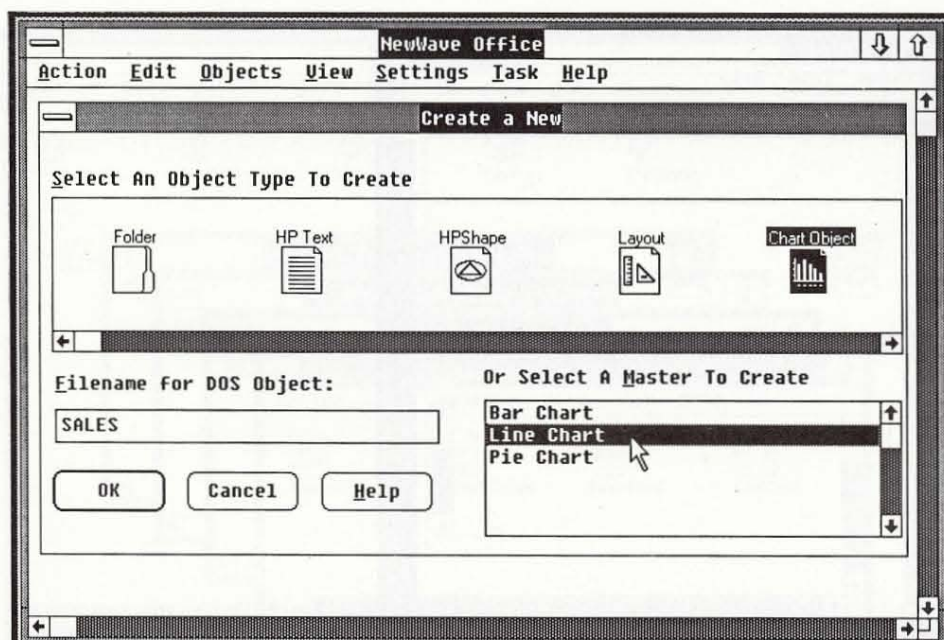 NewWave Office
Action Edit Objects View Settings Task Help
Create a New
Select An Object Type To Create
Folder HP Text HPShape Layout Chart Object
Filename for DOS Object:
SALES
OK Cancel Help
Or Select A Master To Create
Bar Chart
Line Chart
Pie Chart